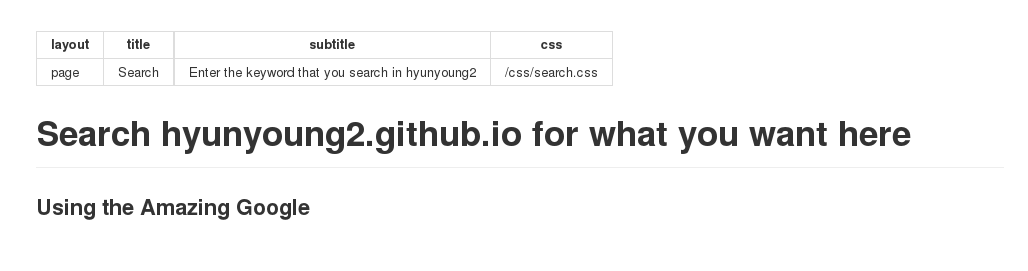 layout title subtitle css
page Search Enter the keyword that you search in hyunyoung2 /css/search.css
Search hyunyoung2.github.io for what you want here
Using the Amazing Google